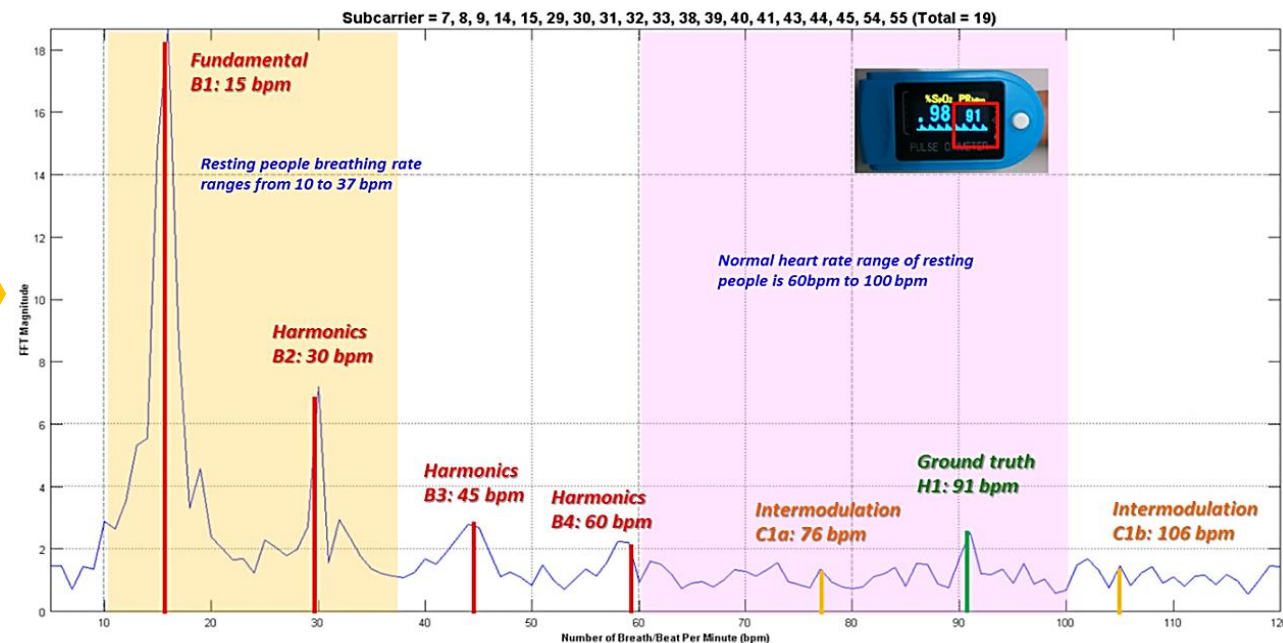 Subcarrier = 7, 8, 9, 14, 15, 29, 30, 31, 32, 33, 38, 39, 40, 41, 43, 44, 45, 54, 55 (Total = 19)
FFT Magnitude
18
16
14
12
10
8
6
4
2
0
Fundamental
B1: 15 bpm
Resting people breathing rate
ranges from 10 to 37 bpm
Harmonics
B2: 30 bpm
Harmonics
B3: 45 bpm
Harmonics
B4: 60 bpm
%SpO2 PRbpm
98 91
PULSE OXIMETER
Normal heart rate range of resting
people is 60bpm to 100 bpm
Intermodulation
C1a: 76 bpm
Ground truth
H1: 91 bpm
Intermodulation
C1b: 106 bpm
10 20 30 40 50 60 70 80 90 100 110 120
Number of Breath/Beat Per Minute (bpm)